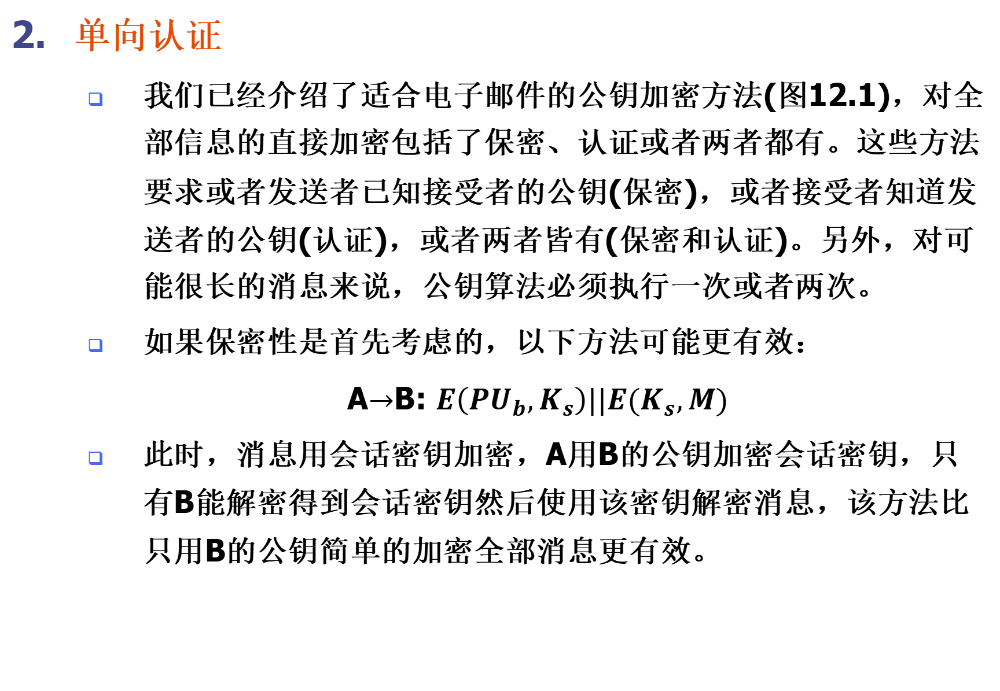 2. 单向认证
❑ 我们已经介绍了适合电子邮件的公钥加密方法(图12.1)，对全
部信息的直接加密包括了保密、认证或者两者都有。这些方法
要求或者发送者已知接受者的公钥(保密)，或者接受者知道发
送者的公钥(认证)，或者两者皆有(保密和认证)。另外，对可
能很长的消息来说，公钥算法必须执行一次或者两次。
❑ 如果保密性是首先考虑的，以下方法可能更有效：
A→B: E(PU_b, K_s)||E(K_s, M)
❑ 此时，消息用会话密钥加密，A用B的公钥加密会话密钥，只
有B能解密得到会话密钥然后使用该密钥解密消息，该方法比
只用B的公钥简单的加密全部消息更有效。